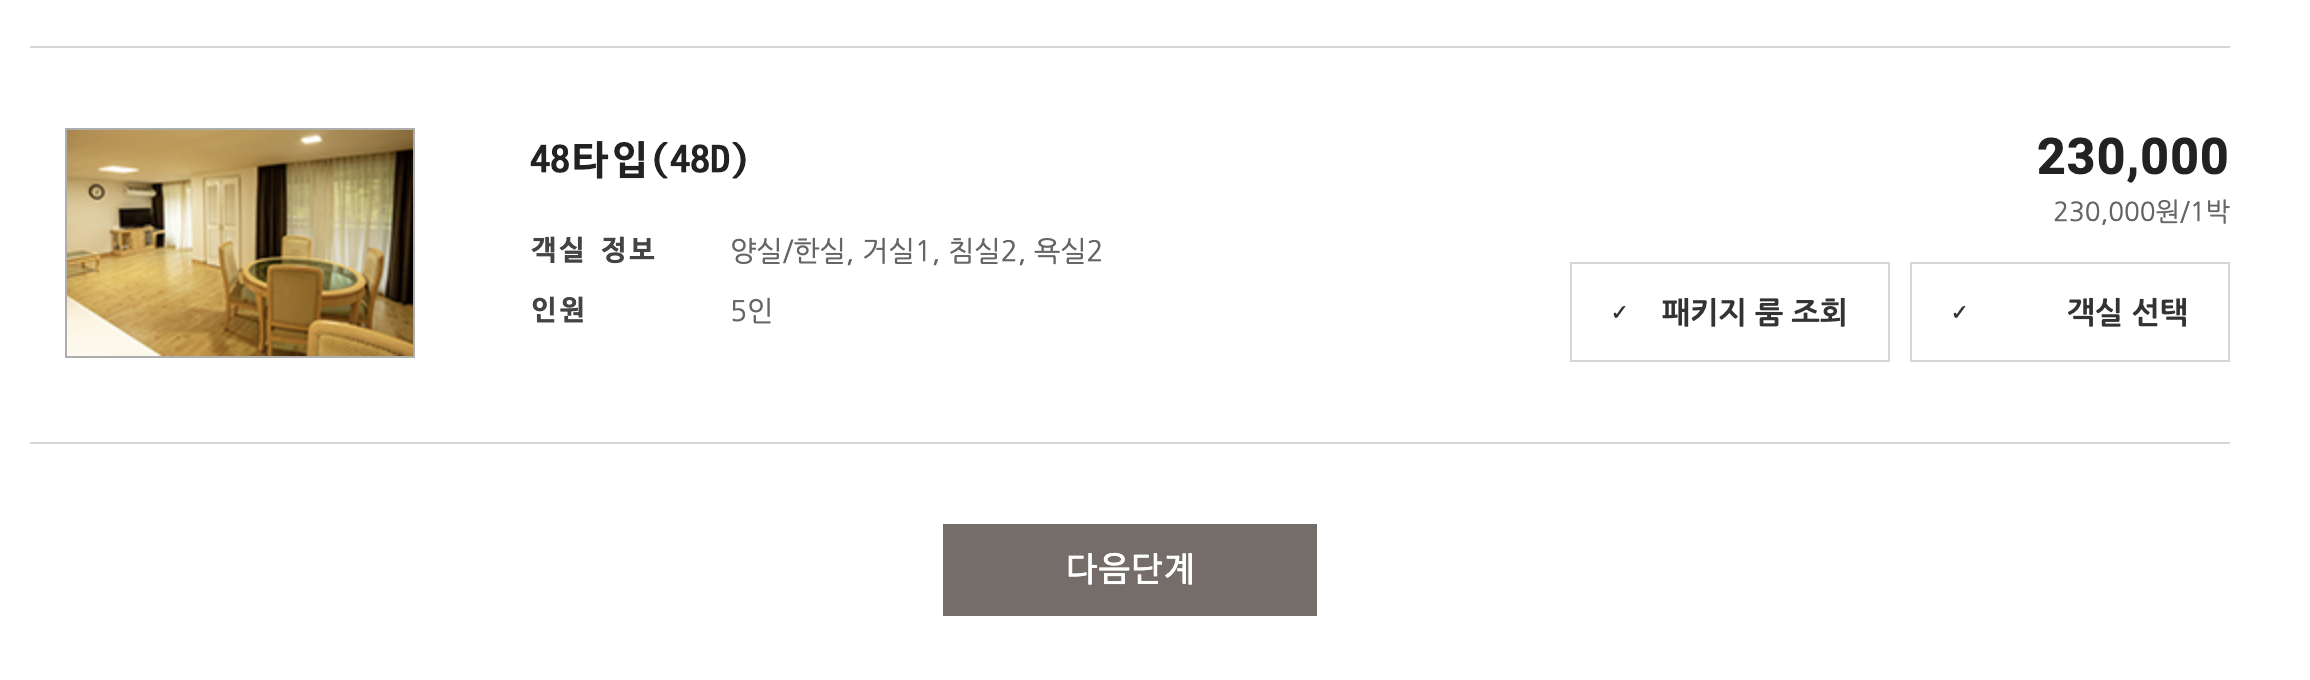 48타입(48D)
230,000
230,000원/1박
객실 정보 양실/한실, 거실1, 침실2, 욕실2
인원 5인
✓ 패키지 룸 조회
✓ 객실 선택
다음단계